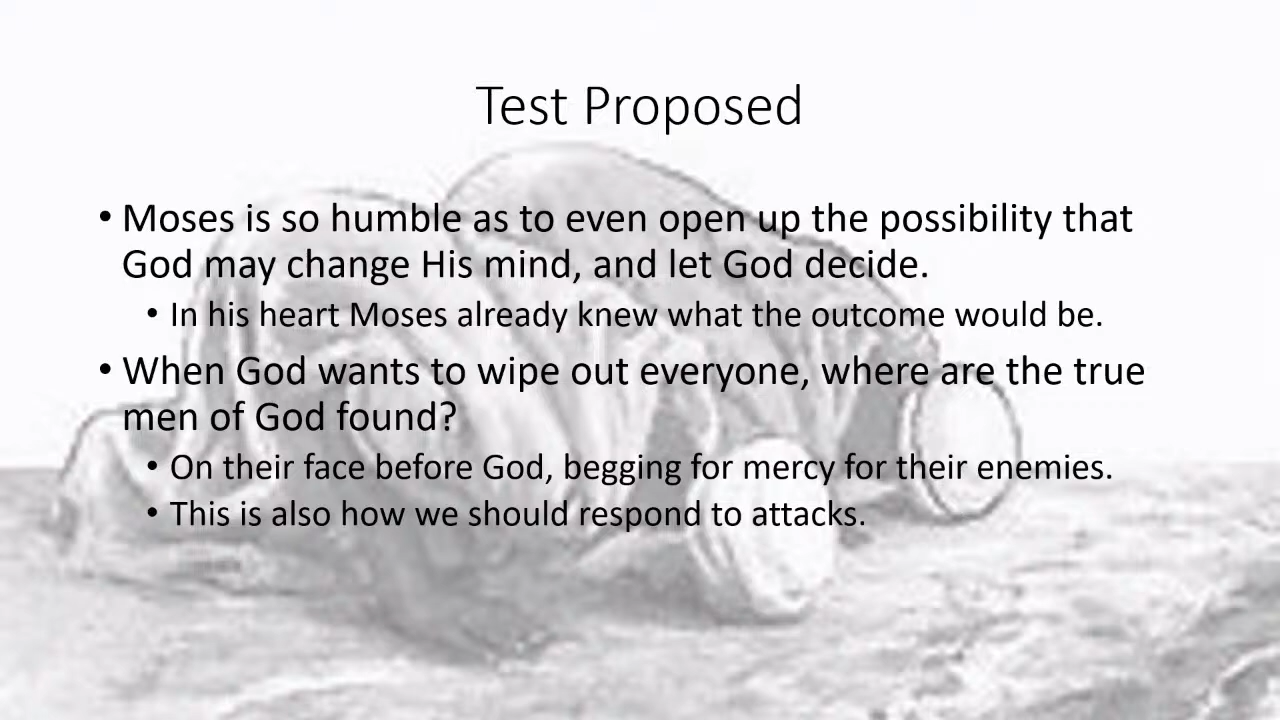 Test Proposed
• Moses is so humble as to even open up the possibility that
God may change His mind, and let God decide.
• In his heart Moses already knew what the outcome would be.
• When God wants to wipe out everyone, where are the true
men of God found?
• On their face before God, begging for mercy for their enemies.
• This is also how we should respond to attacks.